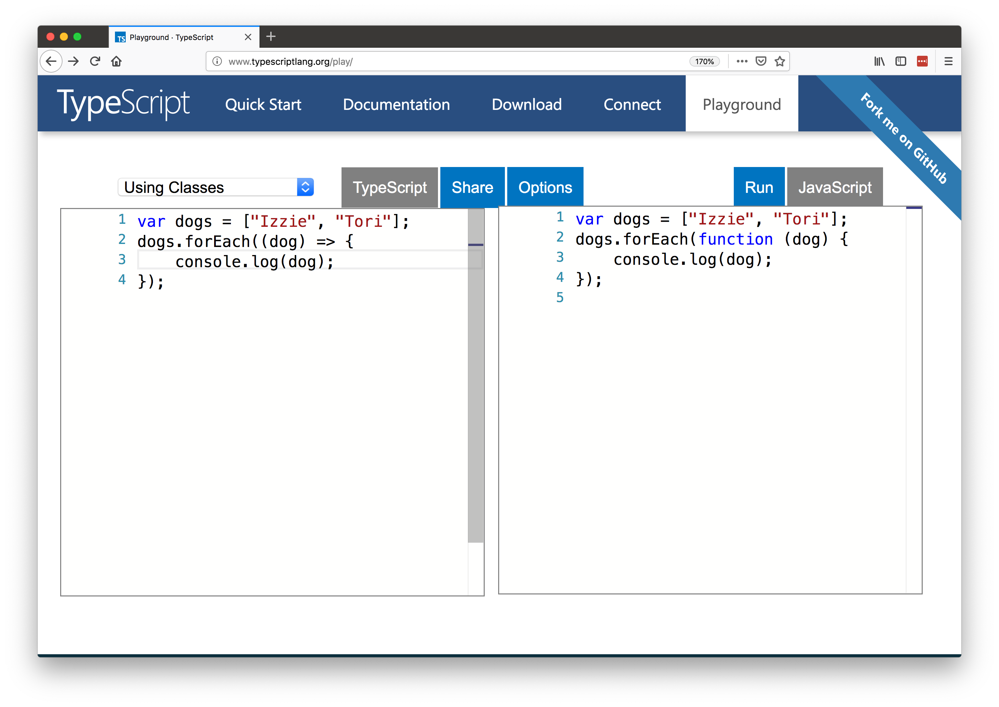 TS Playground · TypeScript
www.typescriptlang.org/play/ 170%
TypeScript Quick Start Documentation Download Connect Playground
Fork me on GitHub
Using Classes TypeScript Share Options Run JavaScript
1 var dogs = ["Izzie", "Tori"];
2 dogs.forEach((dog) => {
3     console.log(dog);
4 });
1 var dogs = ["Izzie", "Tori"];
2 dogs.forEach(function (dog) {
3     console.log(dog);
4 });
5